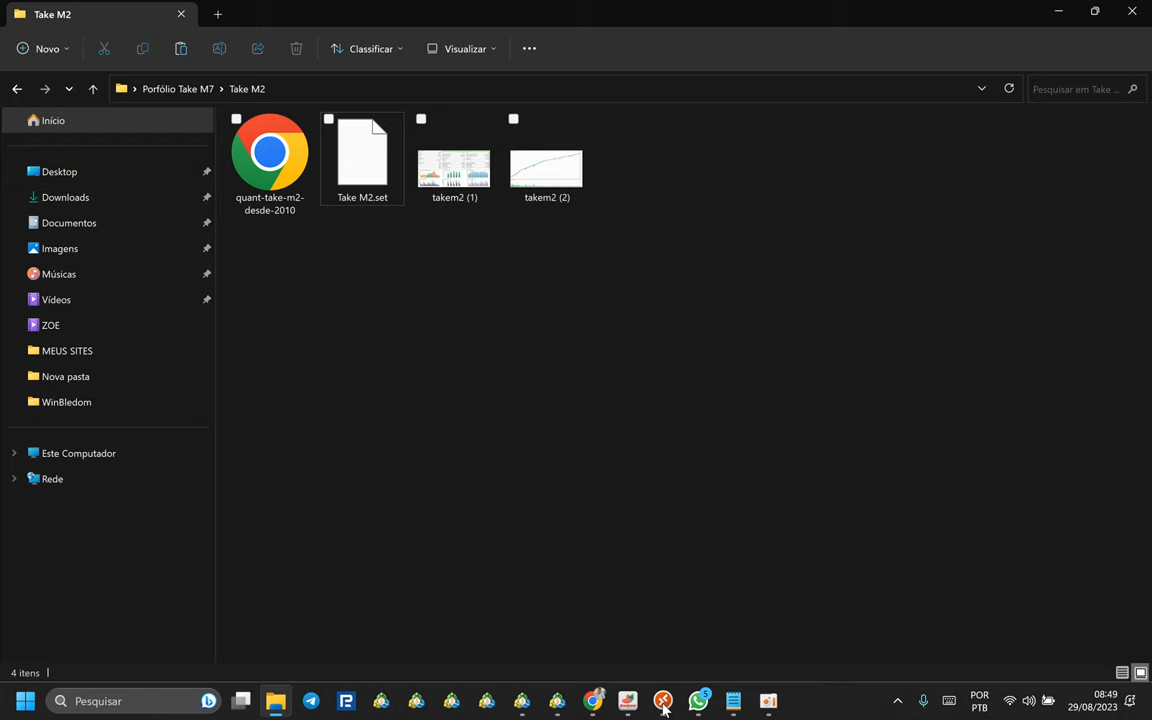 Take M2
Novo
Classificar
Visualizar
Porfólio Take M7
Take M2
Pesquisar em Take ...
Início
Desktop
Downloads
Documentos
Imagens
Músicas
Vídeos
ZOE
MEUS SITES
Nova pasta
WinBledom
Este Computador
Rede
quant-take-m2-
desde-2010
Take M2.set
takem2 (1)
takem2 (2)
4 itens
Pesquisar
5
POR
PTB
08:49
29/08/2023